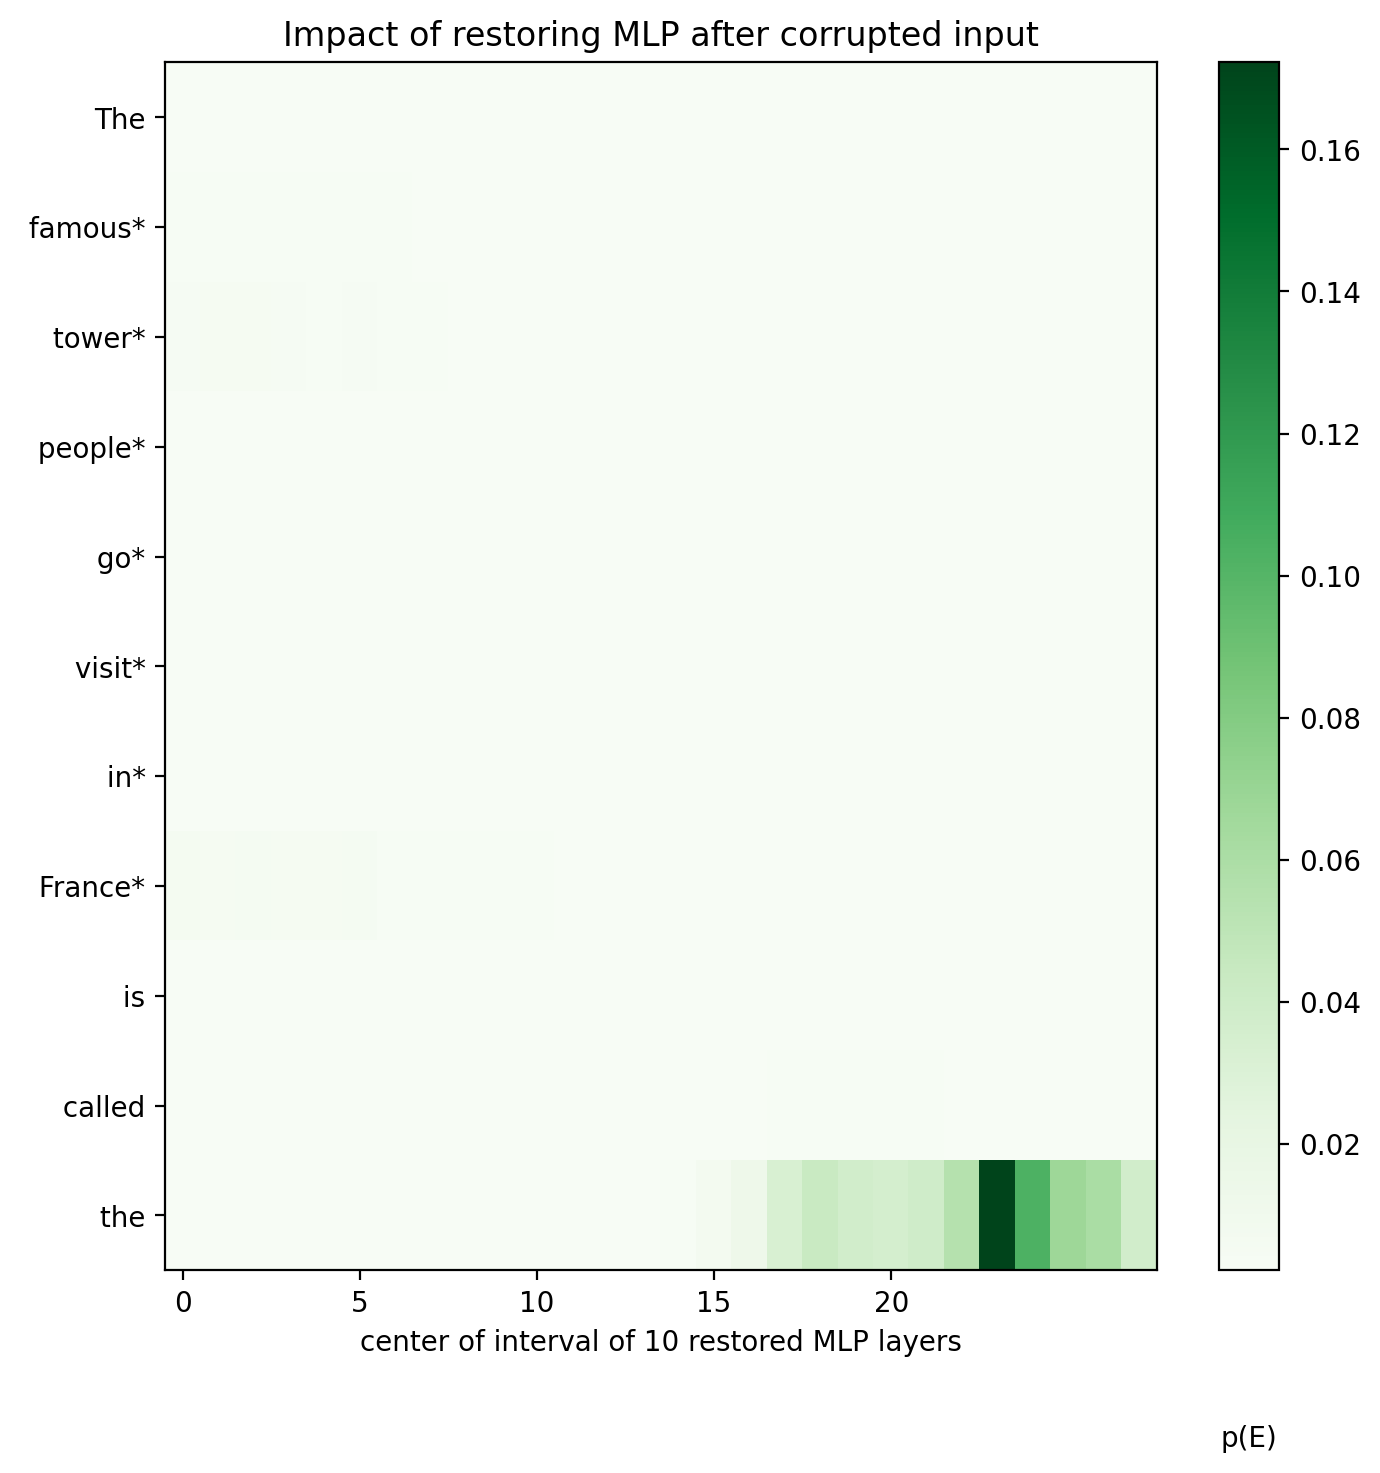 Impact of restoring MLP after corrupted input
The
famous*
tower*
people*
go*
visit*
in*
France*
is
called
the
0 5 10 15 20
center of interval of 10 restored MLP layers
0.16
0.14
0.12
0.10
0.08
0.06
0.04
0.02
p(E)